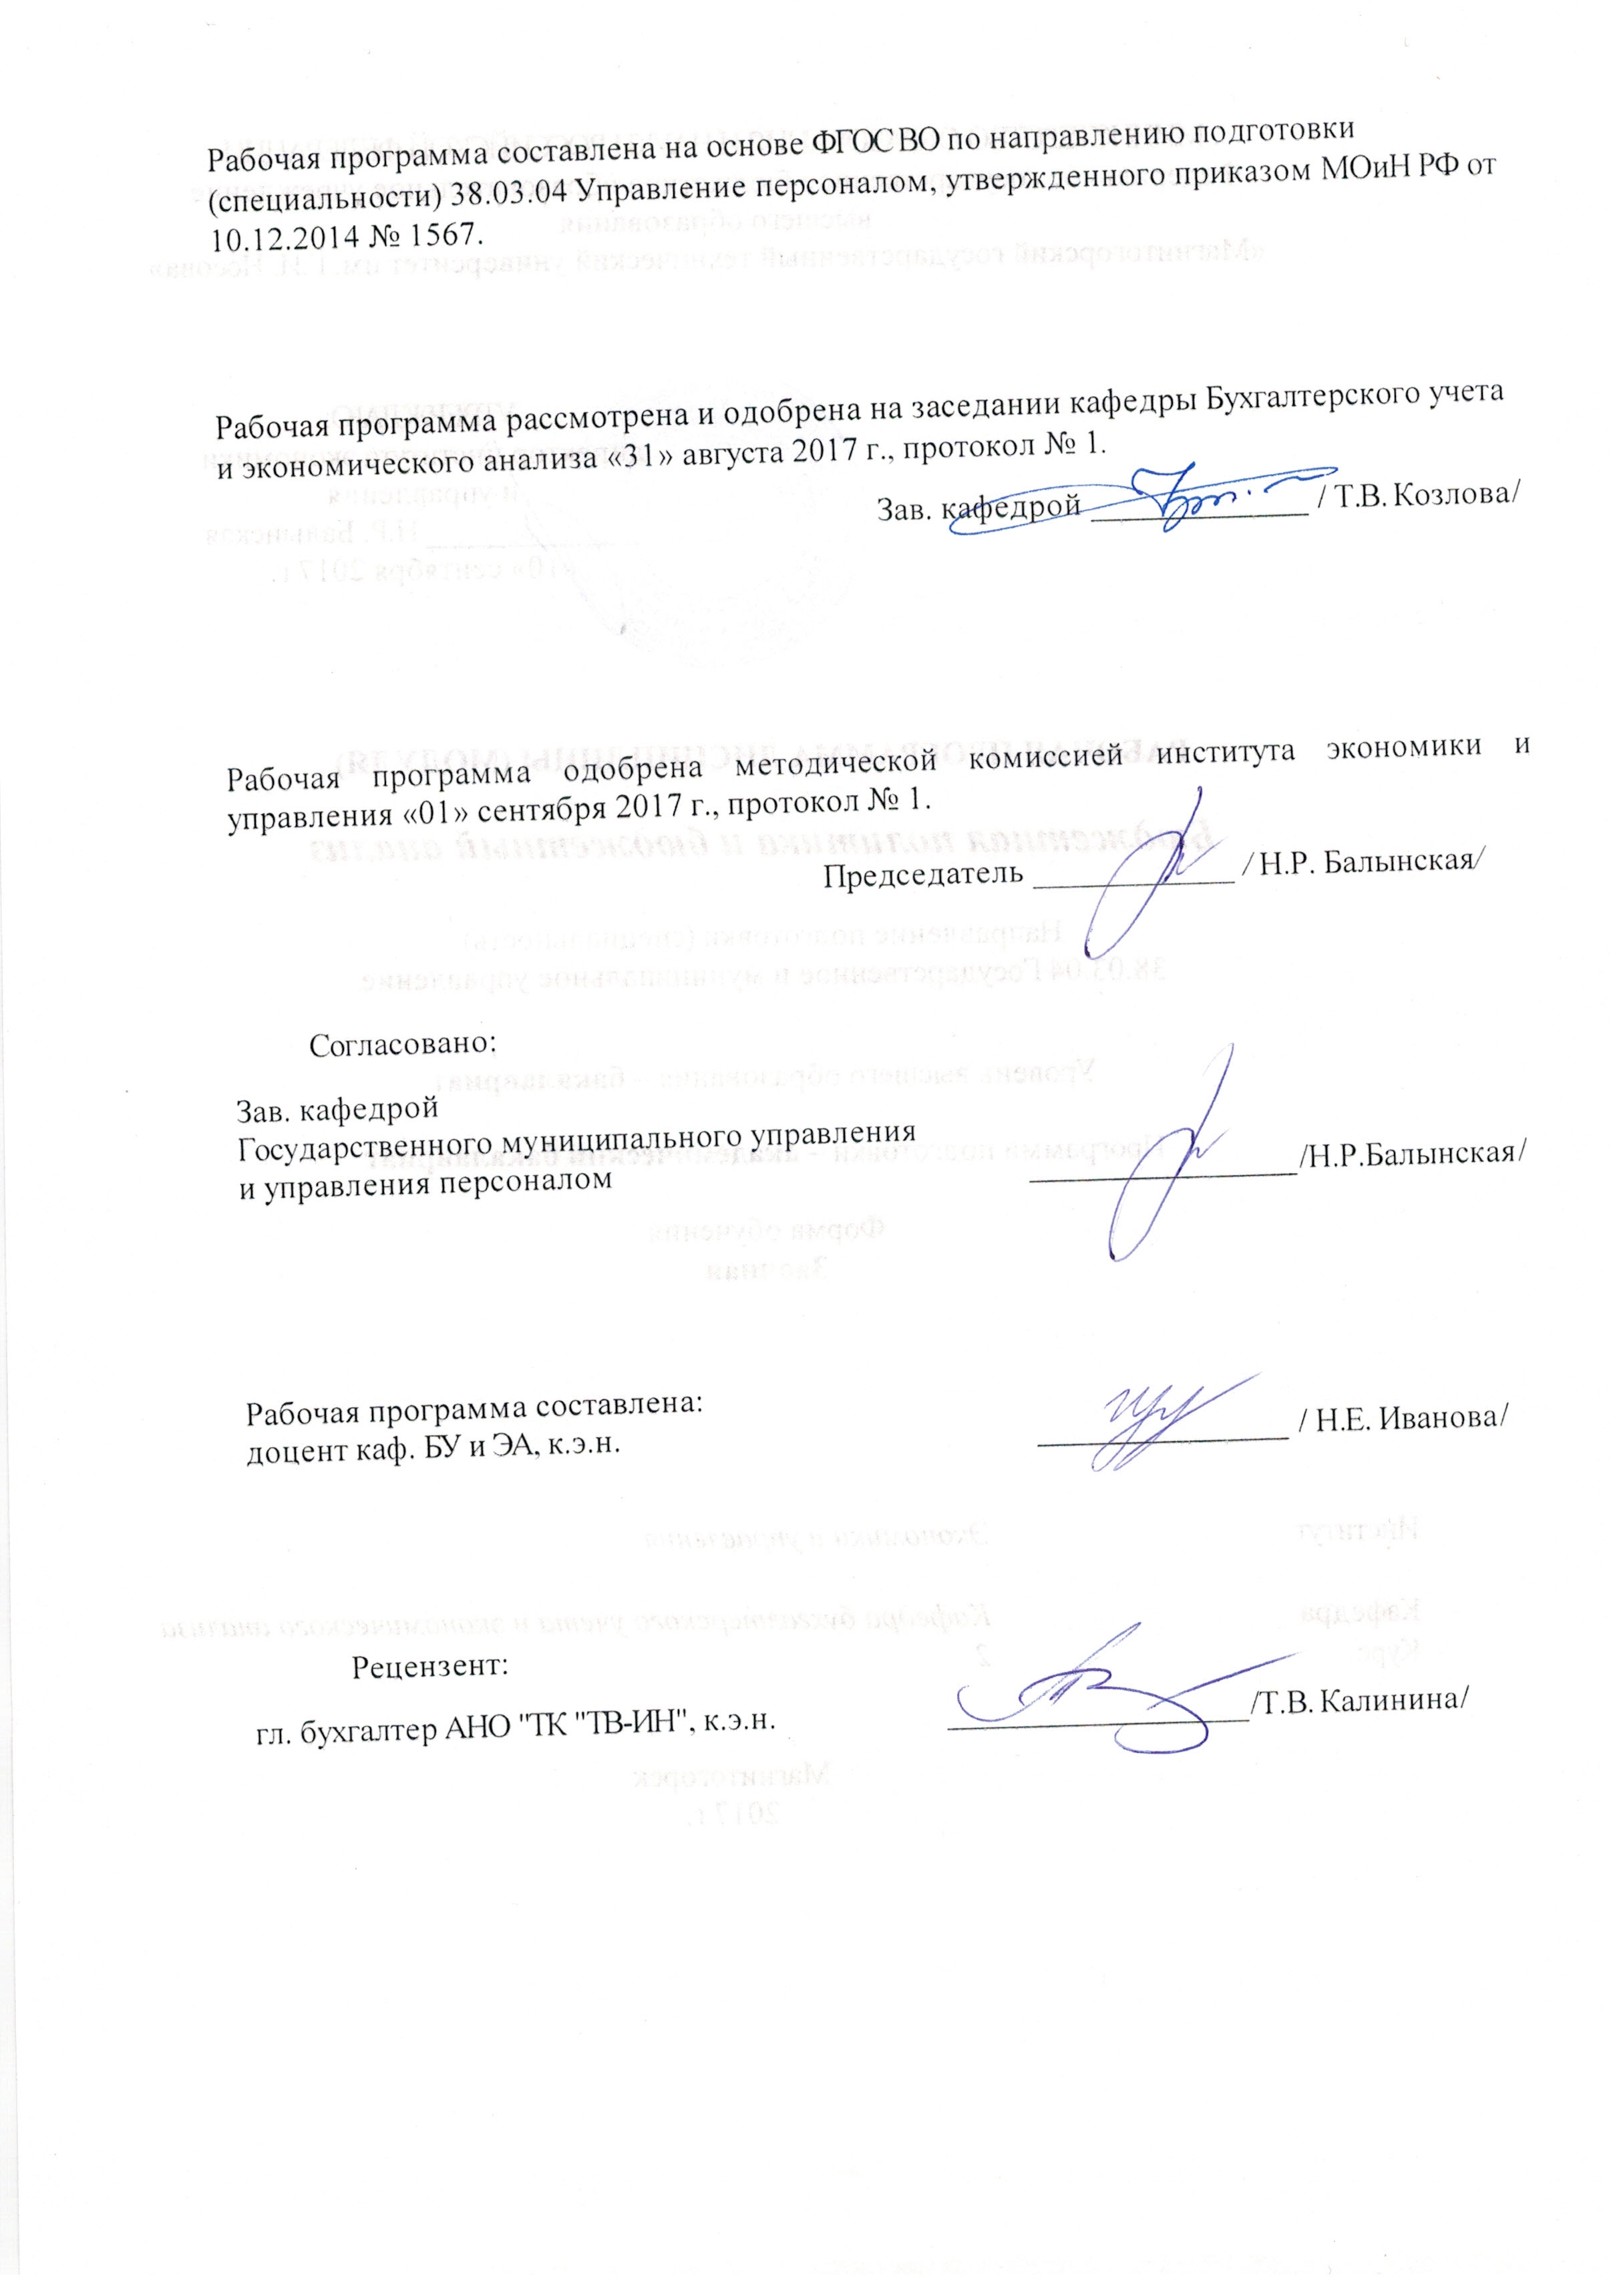 Рабочая программа составлена на основе ФГОС ВО по направлению подготовки
(специальности) 38.03.04 Управление персоналом, утвержденного приказом МОиН РФ от
10.12.2014 № 1567.
Рабочая программа рассмотрена и одобрена на заседании кафедры Бухгалтерского учета
и экономического анализа «31» августа 2017 г., протокол № 1.
Зав. кафедрой / Т.В. Козлова/
Рабочая программа одобрена методической комиссией института экономики и
управления «01» сентября 2017 г., протокол № 1.
Председатель / Н.Р. Балынская/
Согласовано:
Зав. кафедрой
Государственного муниципального управления
и управления персоналом /Н.Р.Балынская/
Рабочая программа составлена:
доцент каф. БУ и ЭА, к.э.н. / Н.Е. Иванова/
Рецензент:
гл. бухгалтер АНО "ТК "ТВ-ИН", к.э.н. /Т.В. Калинина/